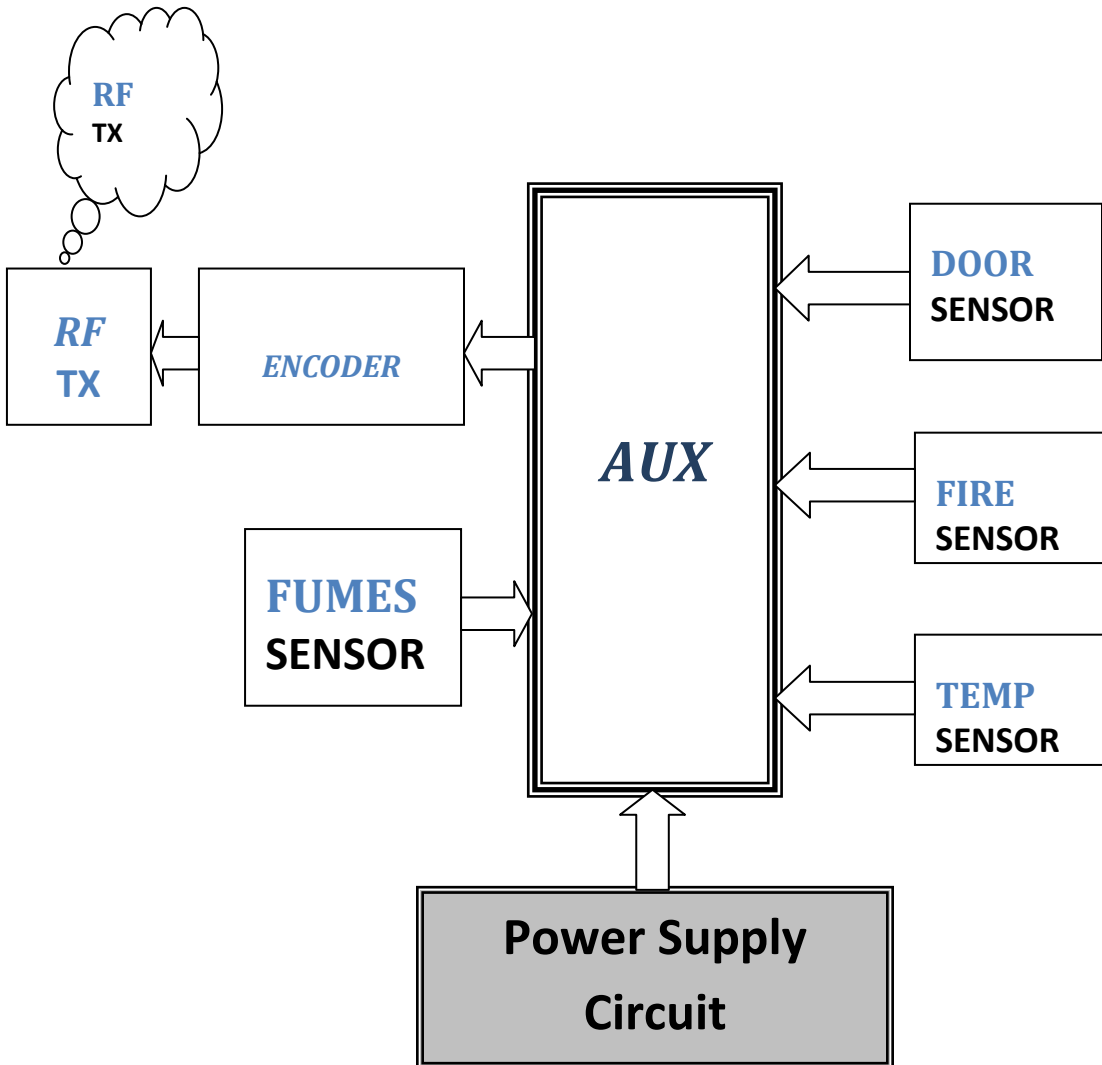 RF
TX
RF
TX
ENCODER
AUX
DOOR
SENSOR
FIRE
SENSOR
FUMES
SENSOR
TEMP
SENSOR
Power Supply
Circuit